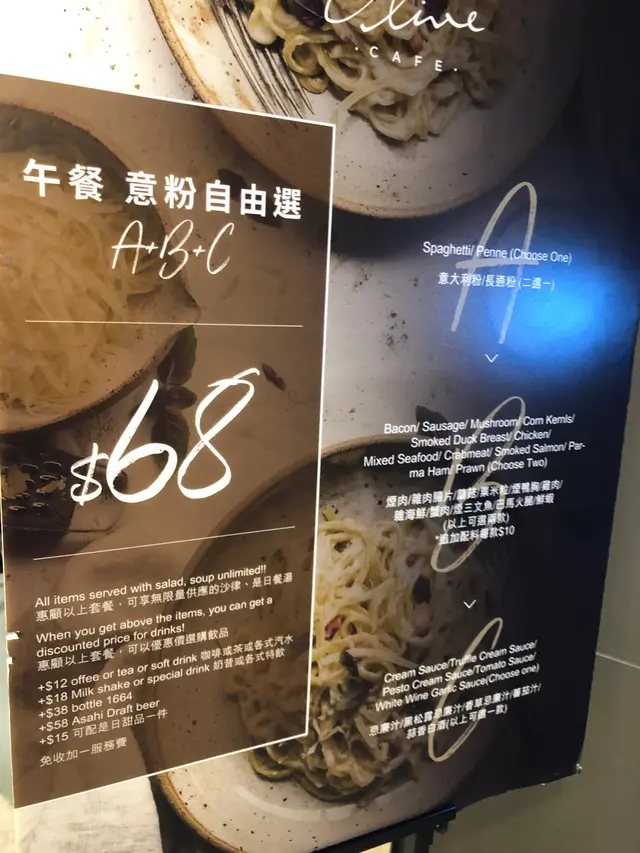 Olive
·CAFE·
午餐 意粉自由選
A+B+C
$68
All items served with salad, soup unlimited!!
惠顧以上套餐，可享無限量供應的沙律、是日餐湯
When you get above the items, you can get a
discounted price for drinks!
惠顧以上套餐，可以優惠價選購飲品
+$12 offee or tea or soft drink 咖啡或茶或各式汽水
+$18 Milk shake or special drink 奶昔或各式特飲
+$38 bottle 1664
+$58 Asahi Draft beer
+$15 可配是日甜品一件
免收加一服務費
A
Spaghetti/ Penne (Choose One)
意大利粉/長通粉 (二選一)
B
Bacon/ Sausage/ Mushroom/ Corn Kernls/
Smoked Duck Breast/ Chicken/
Mixed Seafood/ Crabmeat/ Smoked Salmon/ Par-
ma Ham/ Prawn (Choose Two)
煙肉/雜肉腸片/蘑菇/粟米粒/煙鴨胸/雞肉/
雜海鮮/蟹肉/煙三文魚/巴馬火腿/鮮蝦
(以上可選兩款)
*追加配料每款$10
C
Cream Sauce/Truffle Cream Sauce/
Pesto Cream Sauce/Tomato Sauce/
White Wine Garlic Sauce(Choose one)
忌廉汁/黑松露忌廉汁/香草忌廉汁/蕃茄汁/
蒜香白酒(以上可選一款)